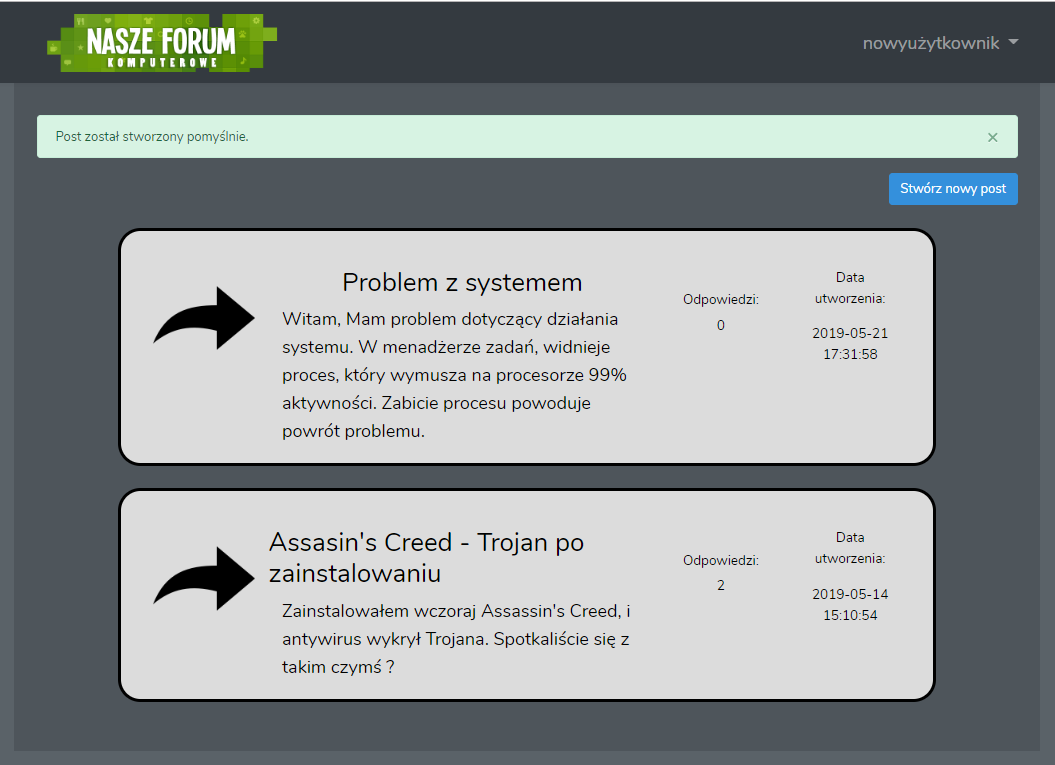 NASZE FORUM
KOMPUTEROWE
nowyużytkownik
Post został stworzony pomyślnie.
×
Stwórz nowy post
Problem z systemem
Witam, Mam problem dotyczący działania
systemu. W menadżerze zadań, widnieje
proces, który wymusza na procesorze 99%
aktywności. Zabicie procesu powoduje
powrót problemu.
Odpowiedzi:
0
Data
utworzenia:
2019-05-21
17:31:58
Assasin's Creed - Trojan po
zainstalowaniu
Zainstalowałem wczoraj Assassin's Creed, i
antywirus wykrył Trojana. Spotkaliście się z
takim czymś ?
Odpowiedzi:
2
Data
utworzenia:
2019-05-14
15:10:54